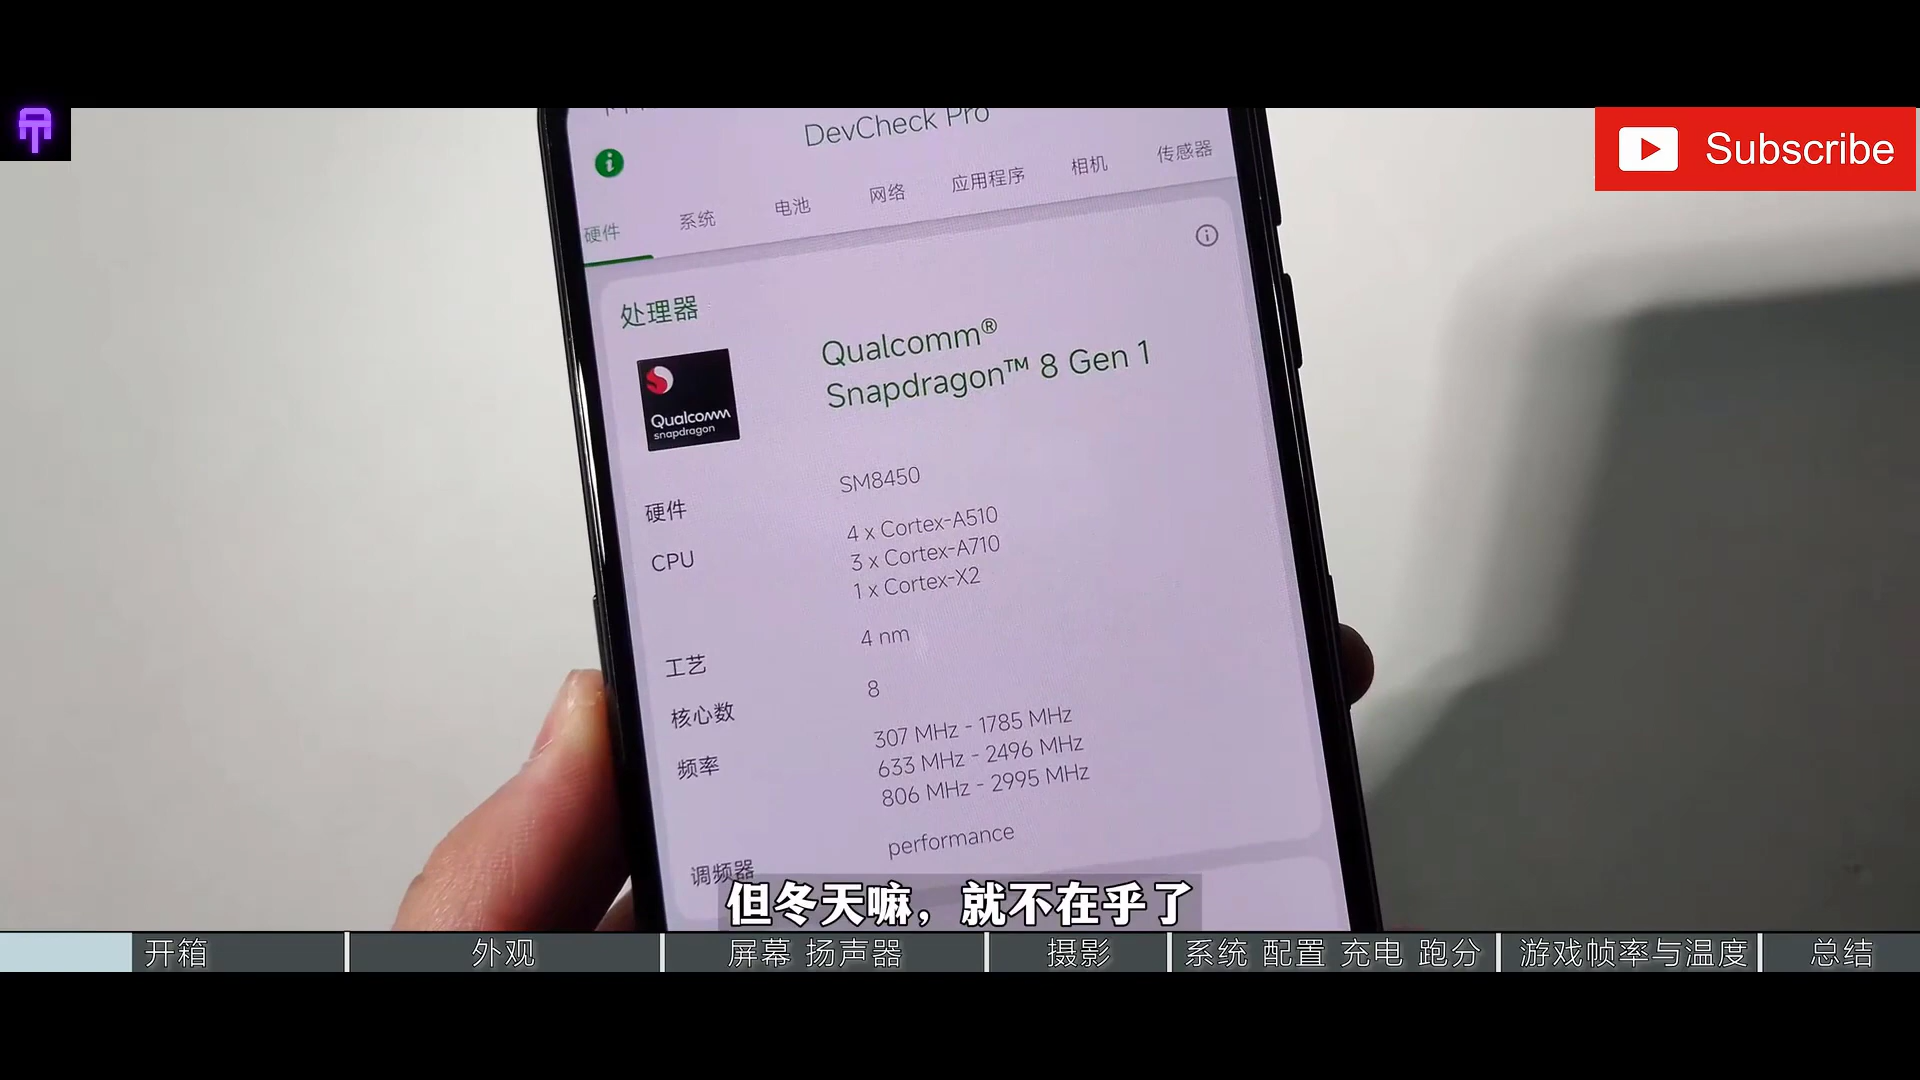 DevCheck Pro
Subscribe
硬件 系统 电池 网络 应用程序 相机 传感器
处理器
Qualcomm®
Snapdragon™ 8 Gen 1
Qualcomm
snapdragon
硬件 SM8450
CPU 4 x Cortex-A510
3 x Cortex-A710
1 x Cortex-X2
工艺 4 nm
核心数 8
频率 307 MHz - 1785 MHz
633 MHz - 2496 MHz
806 MHz - 2995 MHz
调频器 performance
但冬天嘛，就不在乎了
开箱 外观 屏幕 扬声器 摄影 系统 配置 充电 跑分 游戏帧率与温度 总结